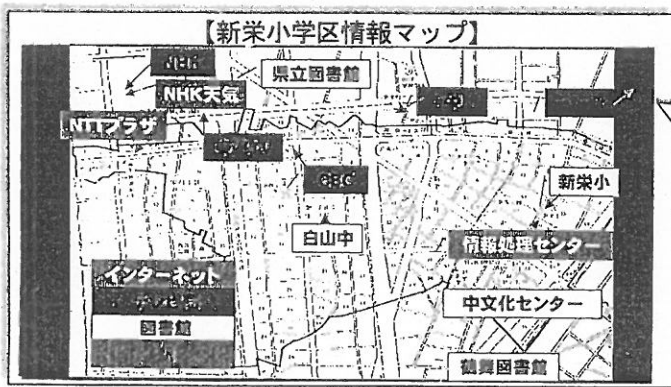 【新栄小学区情報マップ】
県立図書館
NHK天気
NTTプラザ
CBC
新栄小
白山中
情報処理センター
インターネット
図書館
中文化センター
鶴舞図書館